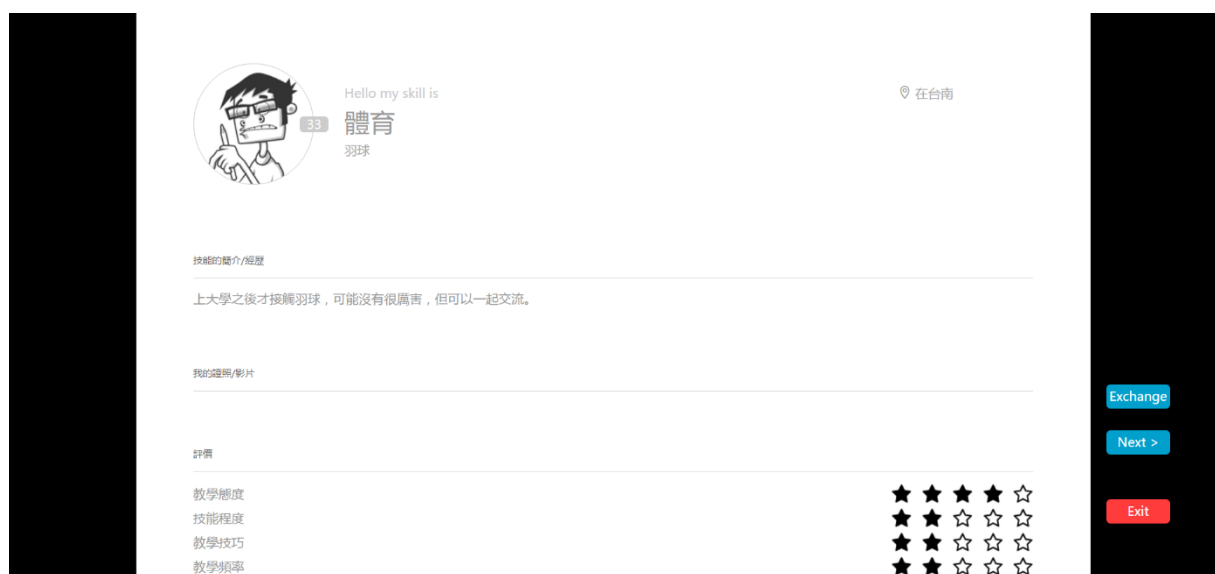 Hello my skill is
在台南
33
體育
羽球
技能的簡介/經歷
上大學之後才接觸羽球，可能沒有很厲害，但可以一起交流。
我的證照/影片
Exchange
Next >
評價
教學態度
Exit
技能程度
教學技巧
教學頻率